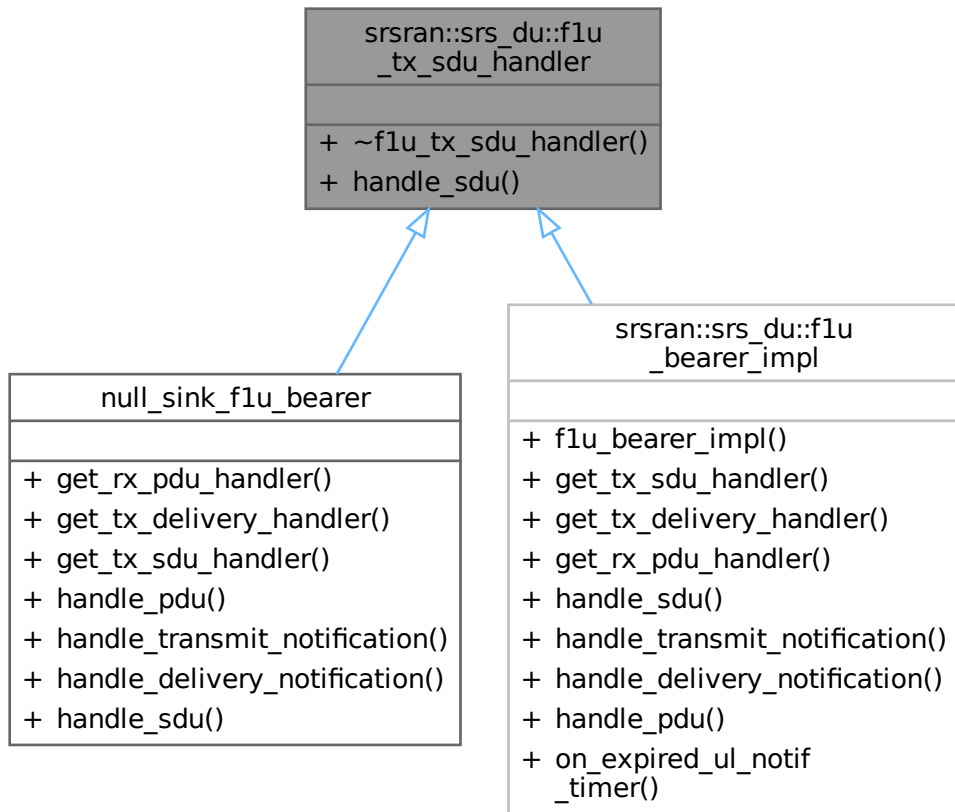 srsran::srs_du::f1u
_tx_sdu_handler
+ ~f1u_tx_sdu_handler()
+ handle_sdu()
null_sink_f1u_bearer
+ get_rx_pdu_handler()
+ get_tx_delivery_handler()
+ get_tx_sdu_handler()
+ handle_pdu()
+ handle_transmit_notification()
+ handle_delivery_notification()
+ handle_sdu()
srsran::srs_du::f1u
_bearer_impl
+ f1u_bearer_impl()
+ get_tx_sdu_handler()
+ get_tx_delivery_handler()
+ get_rx_pdu_handler()
+ handle_sdu()
+ handle_transmit_notification()
+ handle_delivery_notification()
+ handle_pdu()
+ on_expired_ul_notif
_timer()